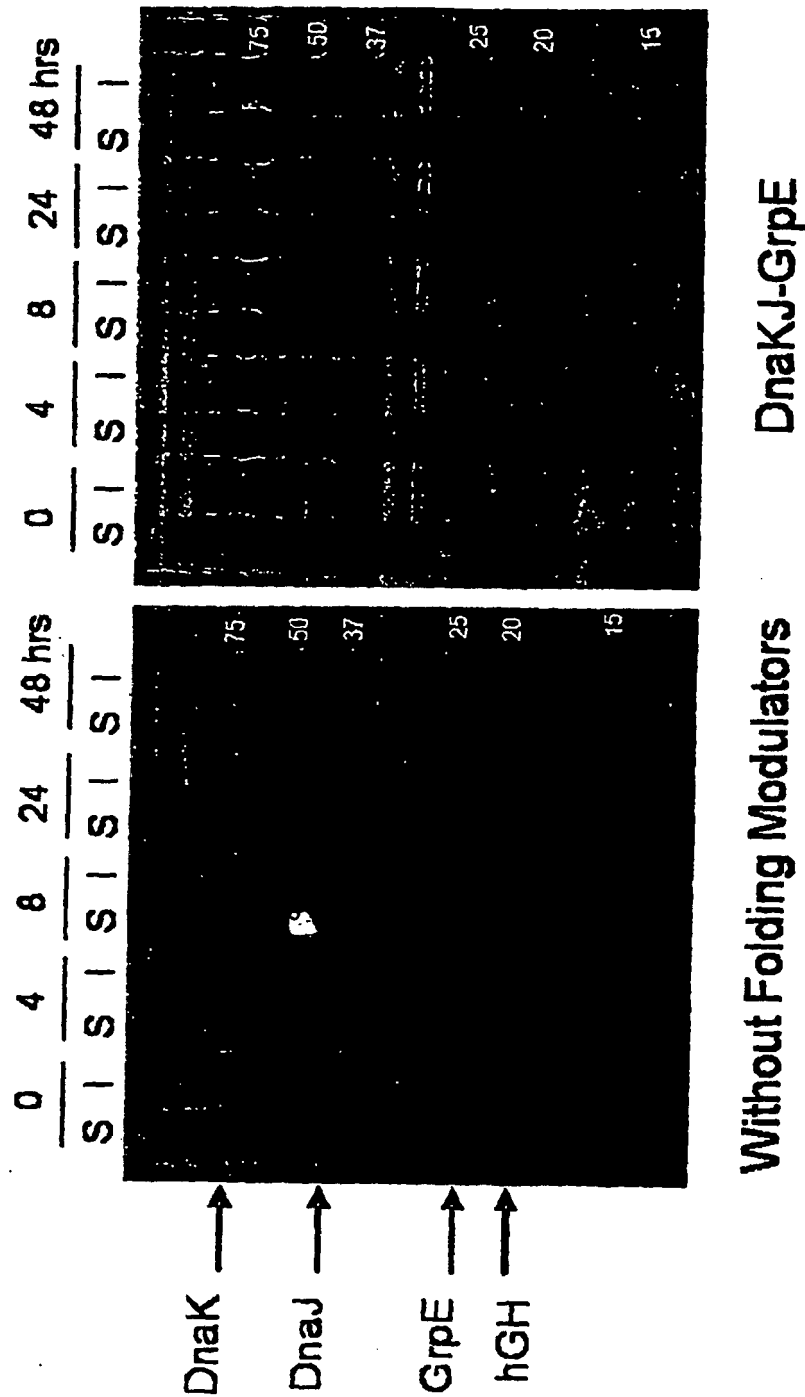 0 4 8 24 48 hrs
S I S I S I S I S I
75
50
37
25
20
15
DnaK
DnaJ
GrpE
hGH
Without Folding Modulators
0 4 8 24 48 hrs
S I S I S I S I S I
75
50
37
25
20
15
DnaKJ-GrpE